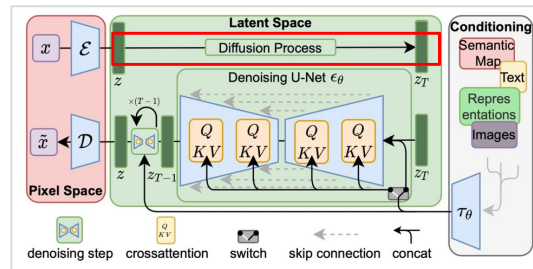 Latent Space
Conditioning
x
ℰ
Diffusion Process
Semantic
Map
z
Denoising U-Net ϵθ
zT
Text
×(T−1)
Repres
entations
Q
KV
Q
KV
Q
KV
Q
KV
Images
x̃
𝒟
Pixel Space
z
zT−1
zT
τθ
Q
KV
denoising step
crossattention
switch
skip connection
concat